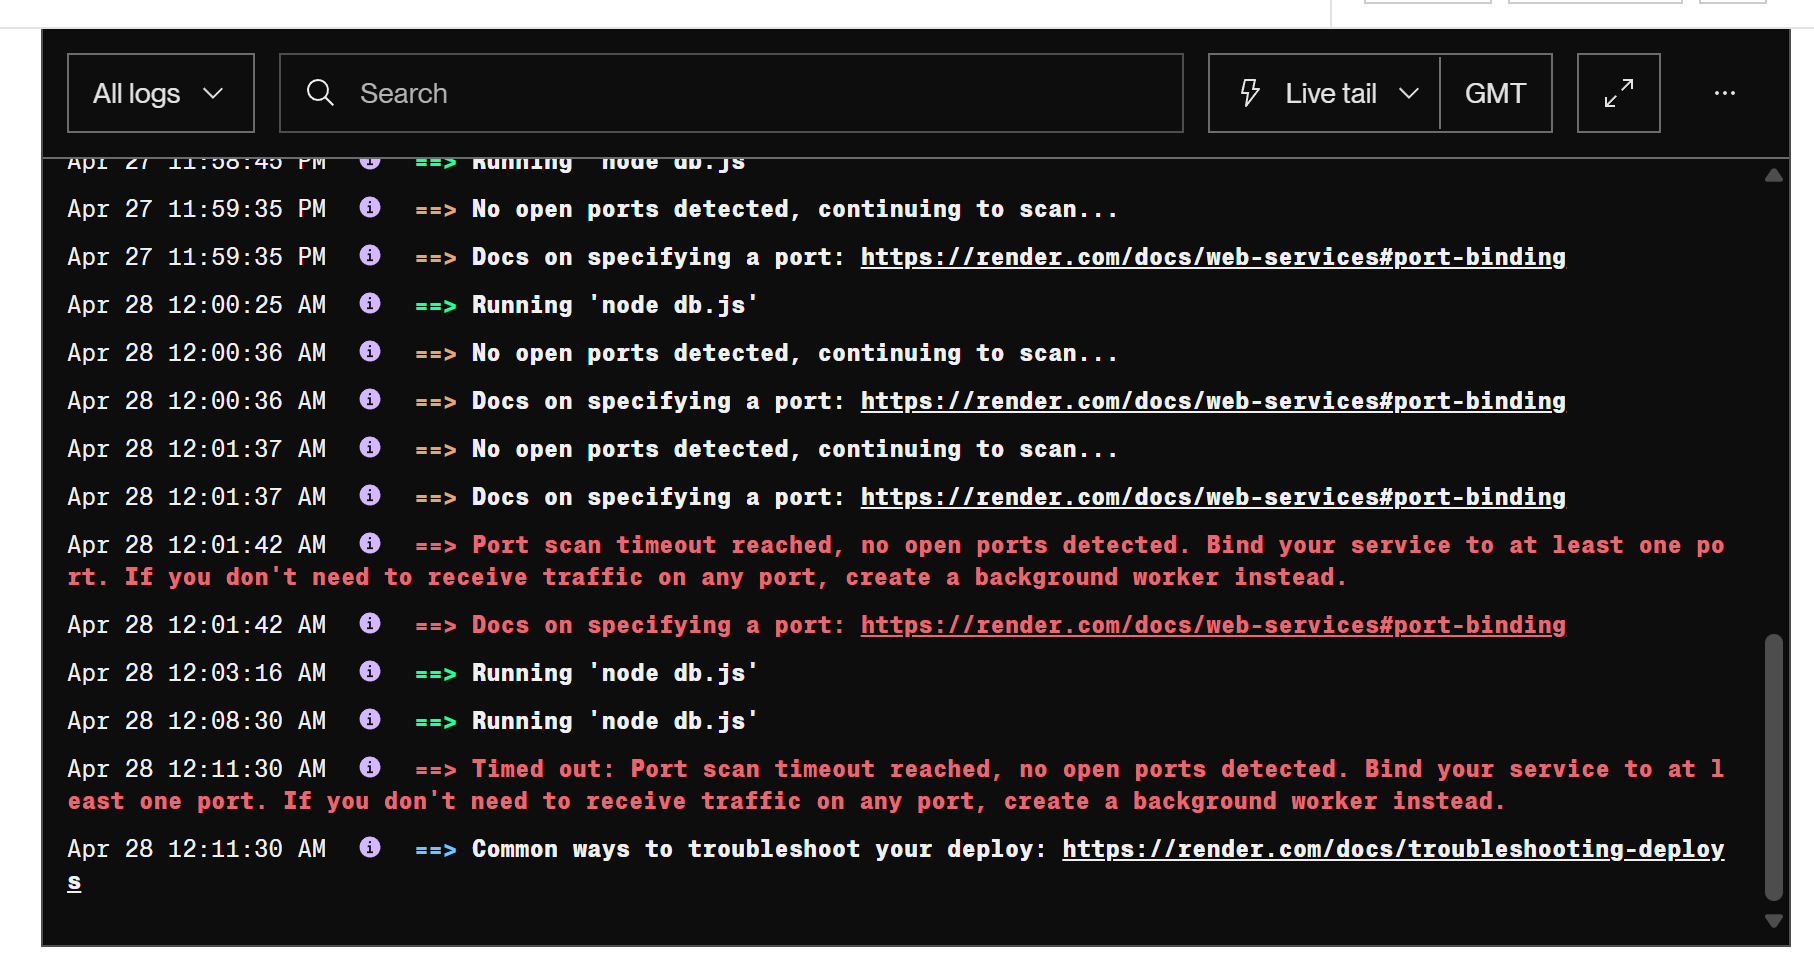 All logs
Search
Live tail
GMT
Apr 27 11:58:45 PM ==> Running 'node db.js
Apr 27 11:59:35 PM ==> No open ports detected, continuing to scan...
Apr 27 11:59:35 PM ==> Docs on specifying a port: https://render.com/docs/web-services#port-binding
Apr 28 12:00:25 AM ==> Running 'node db.js'
Apr 28 12:00:36 AM ==> No open ports detected, continuing to scan...
Apr 28 12:00:36 AM ==> Docs on specifying a port: https://render.com/docs/web-services#port-binding
Apr 28 12:01:37 AM ==> No open ports detected, continuing to scan...
Apr 28 12:01:37 AM ==> Docs on specifying a port: https://render.com/docs/web-services#port-binding
Apr 28 12:01:42 AM ==> Port scan timeout reached, no open ports detected. Bind your service to at least one po
rt. If you don't need to receive traffic on any port, create a background worker instead.
Apr 28 12:01:42 AM ==> Docs on specifying a port: https://render.com/docs/web-services#port-binding
Apr 28 12:03:16 AM ==> Running 'node db.js'
Apr 28 12:08:30 AM ==> Running 'node db.js'
Apr 28 12:11:30 AM ==> Timed out: Port scan timeout reached, no open ports detected. Bind your service to at l
east one port. If you don't need to receive traffic on any port, create a background worker instead.
Apr 28 12:11:30 AM ==> Common ways to troubleshoot your deploy: https://render.com/docs/troubleshooting-deploy
s